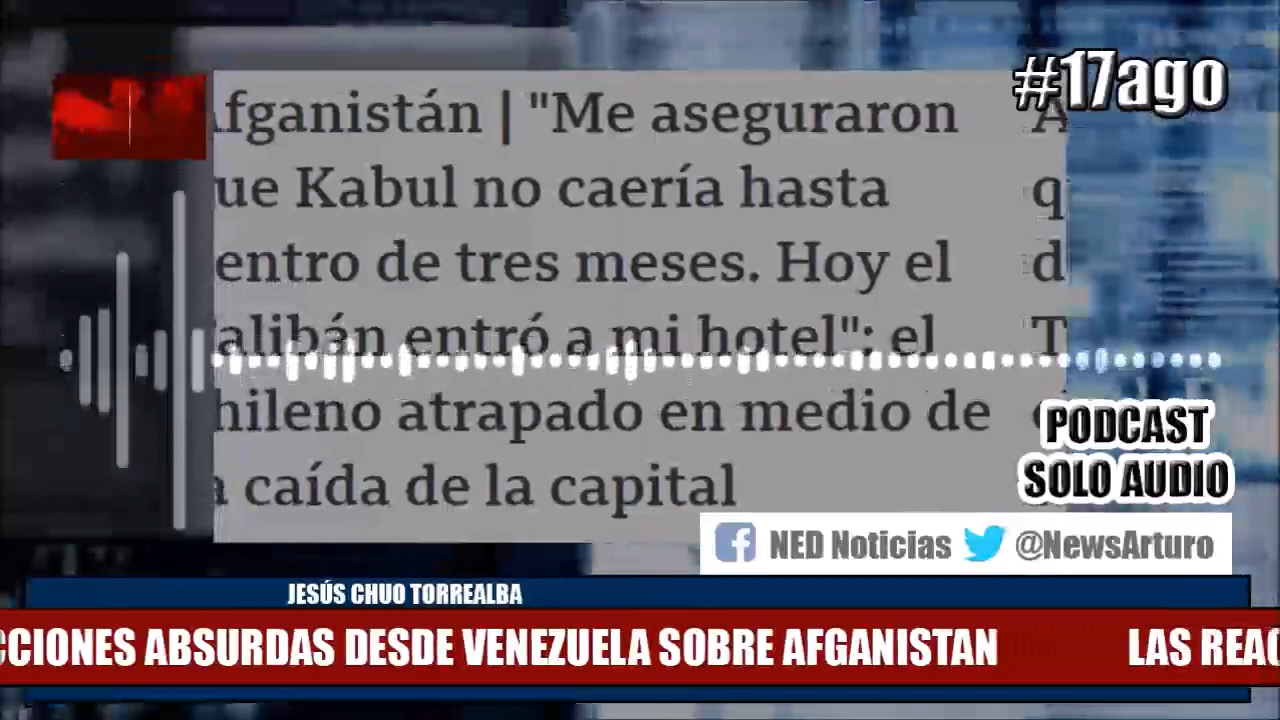 #17ago
fganistán | "Me aseguraron
ue Kabul no caería hasta
entro de tres meses. Hoy el
alibán entró a mi hotel"; el
hileno atrapado en medio de
caída de la capital
A
q
d
T
PODCAST
SOLO AUDIO
NED Noticias @NewsArturo
JESÚS CHUO TORREALBA
CCIONES ABSURDAS DESDE VENEZUELA SOBRE AFGANISTAN LAS REAC